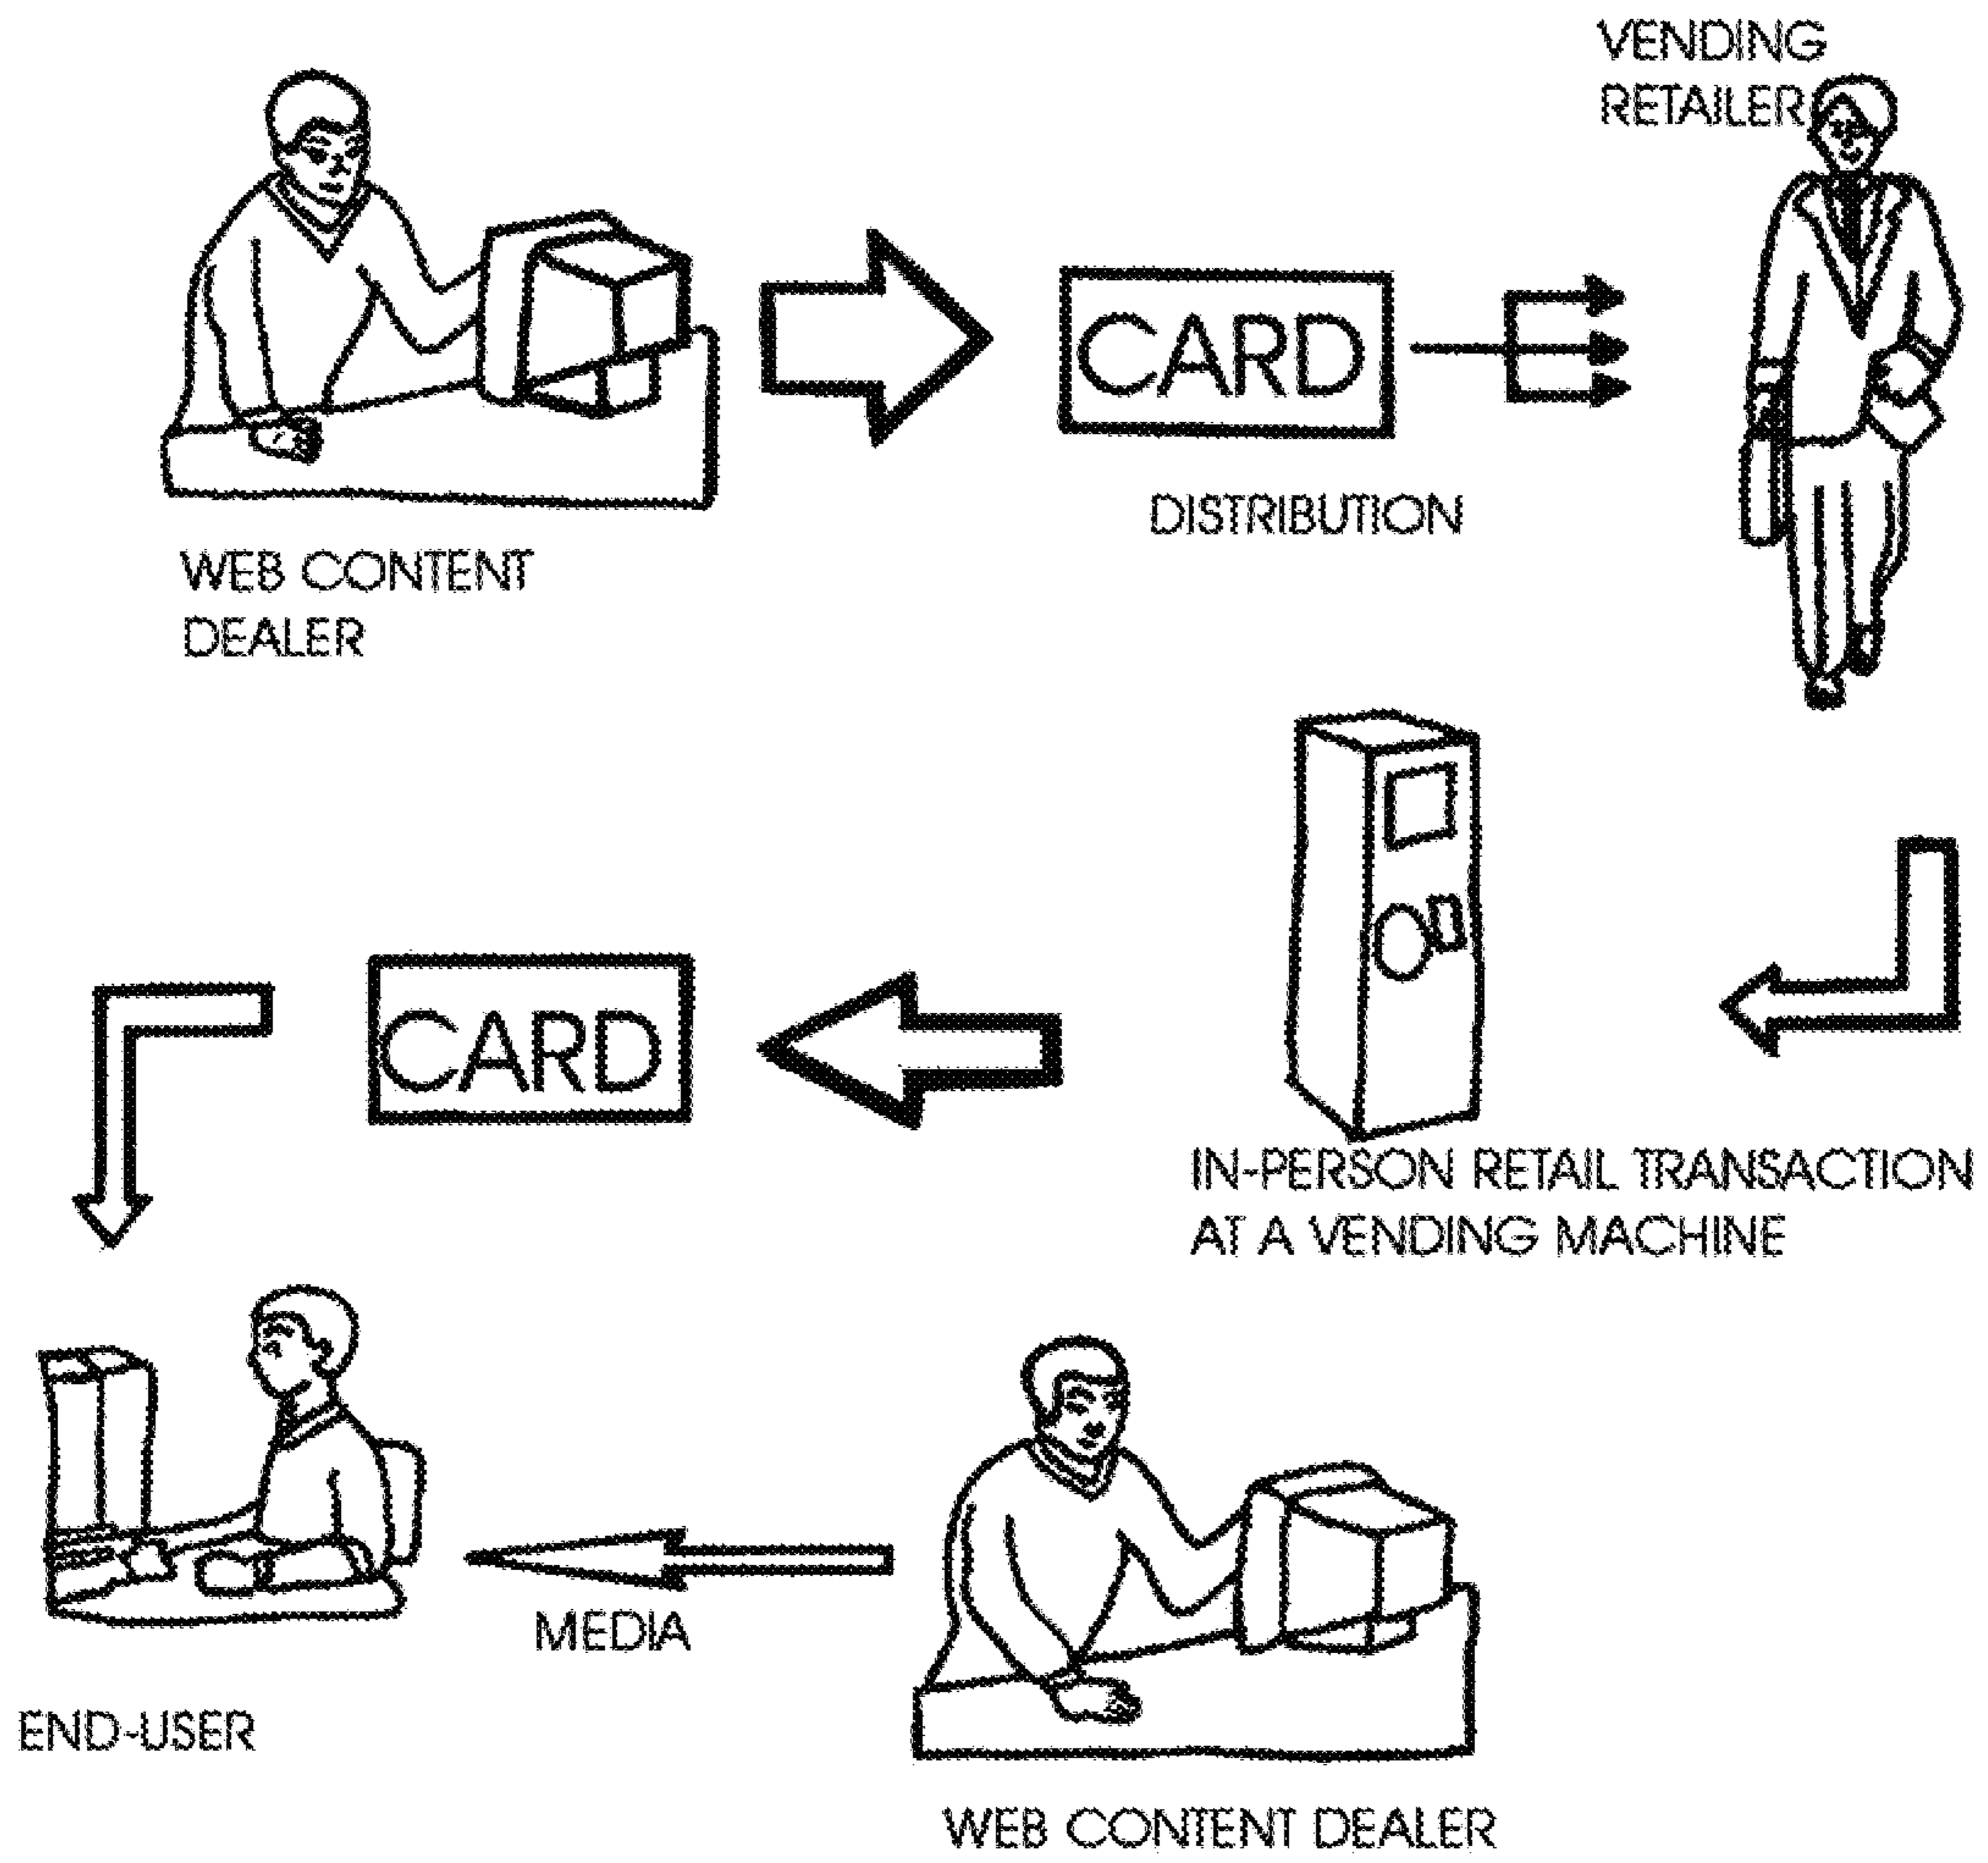 VENDING
RETAILER
CARD
DISTRIBUTION
WEB CONTENT
DEALER
CARD
IN-PERSON RETAIL TRANSACTION
AT A VENDING MACHINE
MEDIA
END-USER
WEB CONTENT DEALER